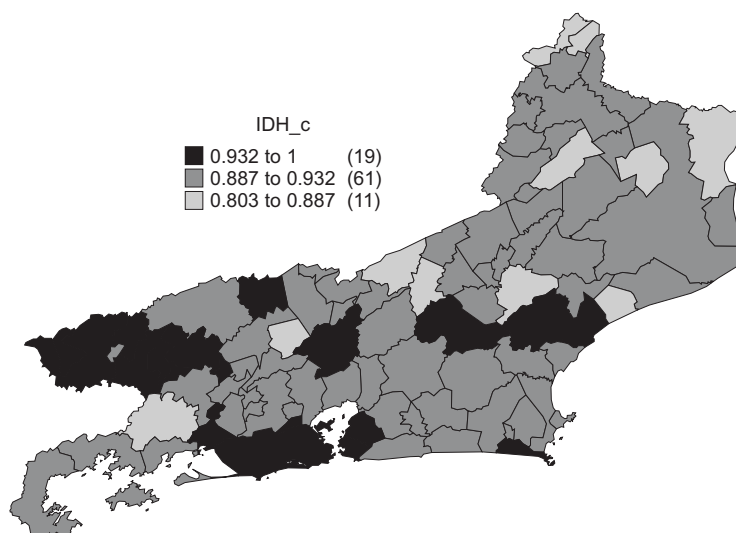 IDH_c
0.932 to 1 (19)
0.887 to 0.932 (61)
0.803 to 0.887 (11)